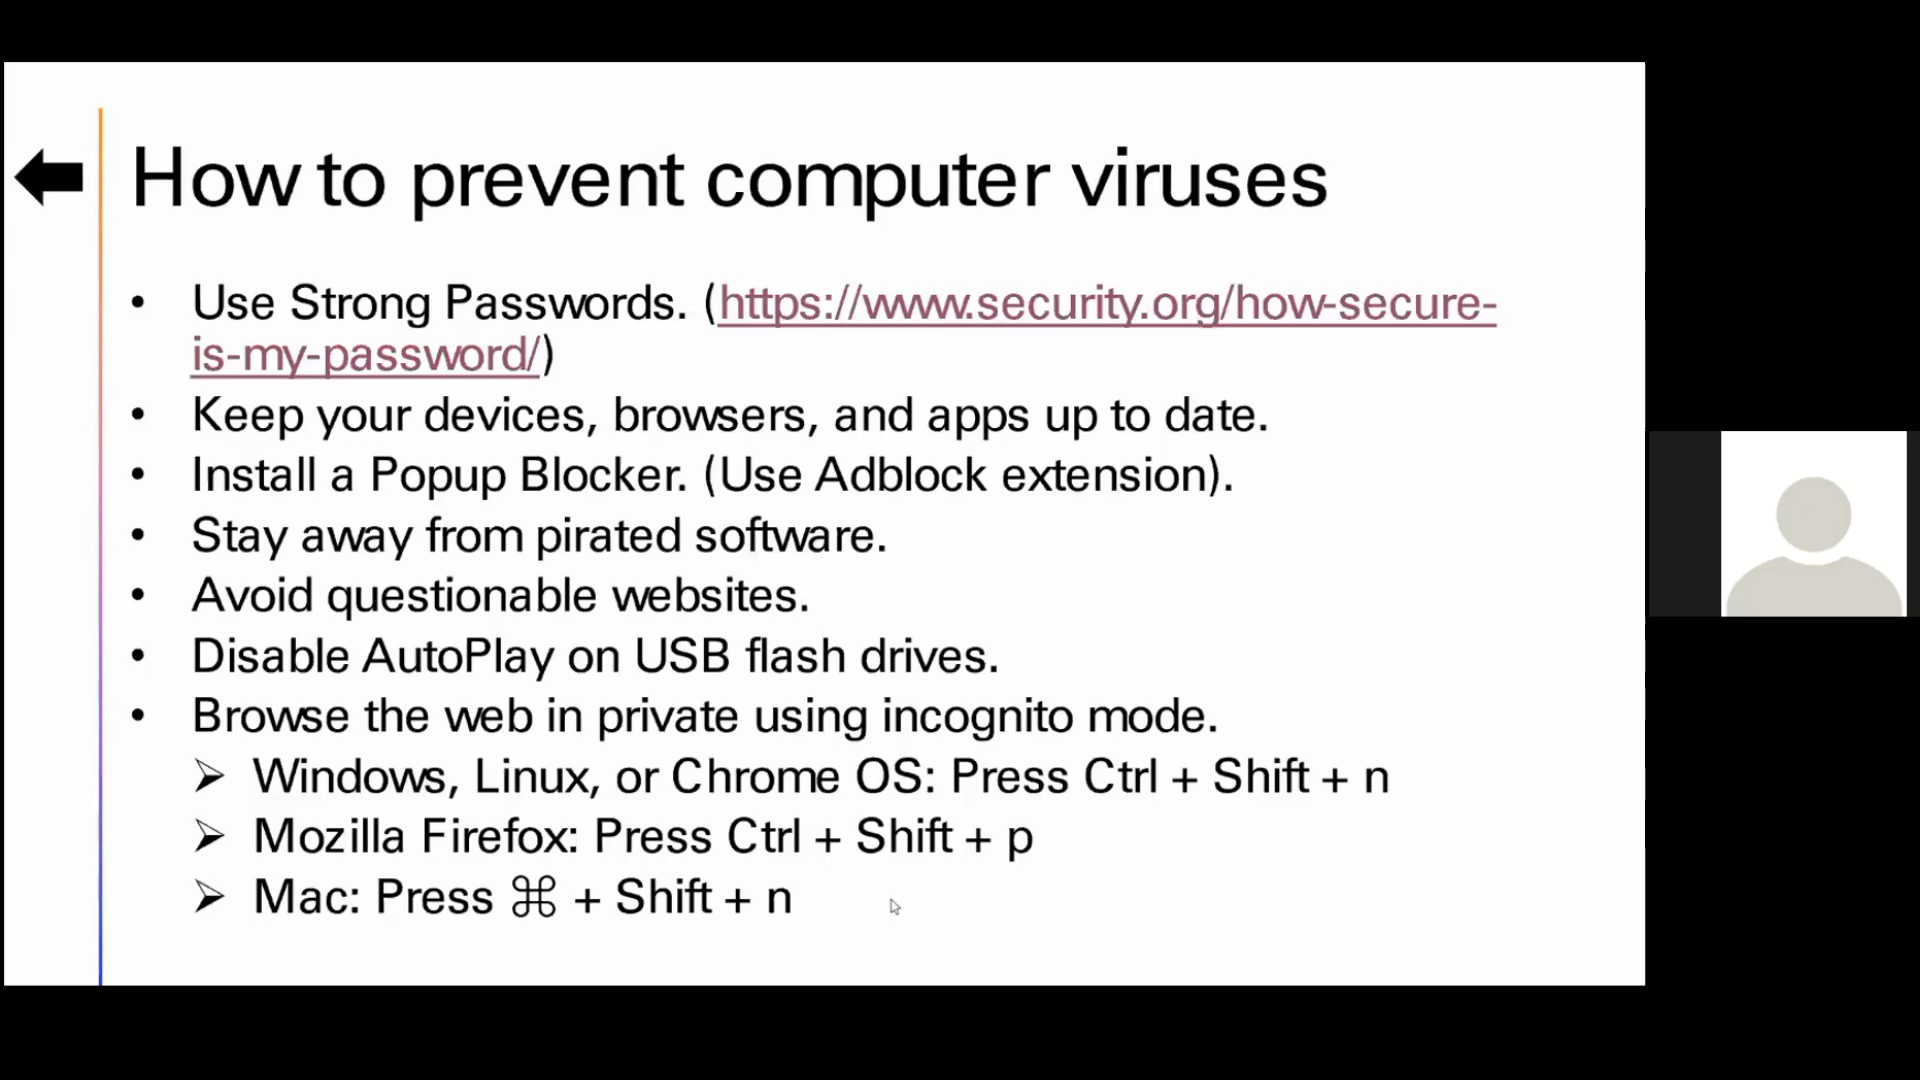 How to prevent computer viruses
• Use Strong Passwords. (https://www.security.org/how-secure-
is-my-password/)
• Keep your devices, browsers, and apps up to date.
• Install a Popup Blocker. (Use Adblock extension).
• Stay away from pirated software.
• Avoid questionable websites.
• Disable AutoPlay on USB flash drives.
• Browse the web in private using incognito mode.
➢ Windows, Linux, or Chrome OS: Press Ctrl + Shift + n
➢ Mozilla Firefox: Press Ctrl + Shift + p
➢ Mac: Press ⌘ + Shift + n